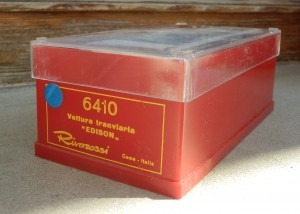 6410
Vettura tranviaria
"EDISON"
Rivarossi
Como - Italia